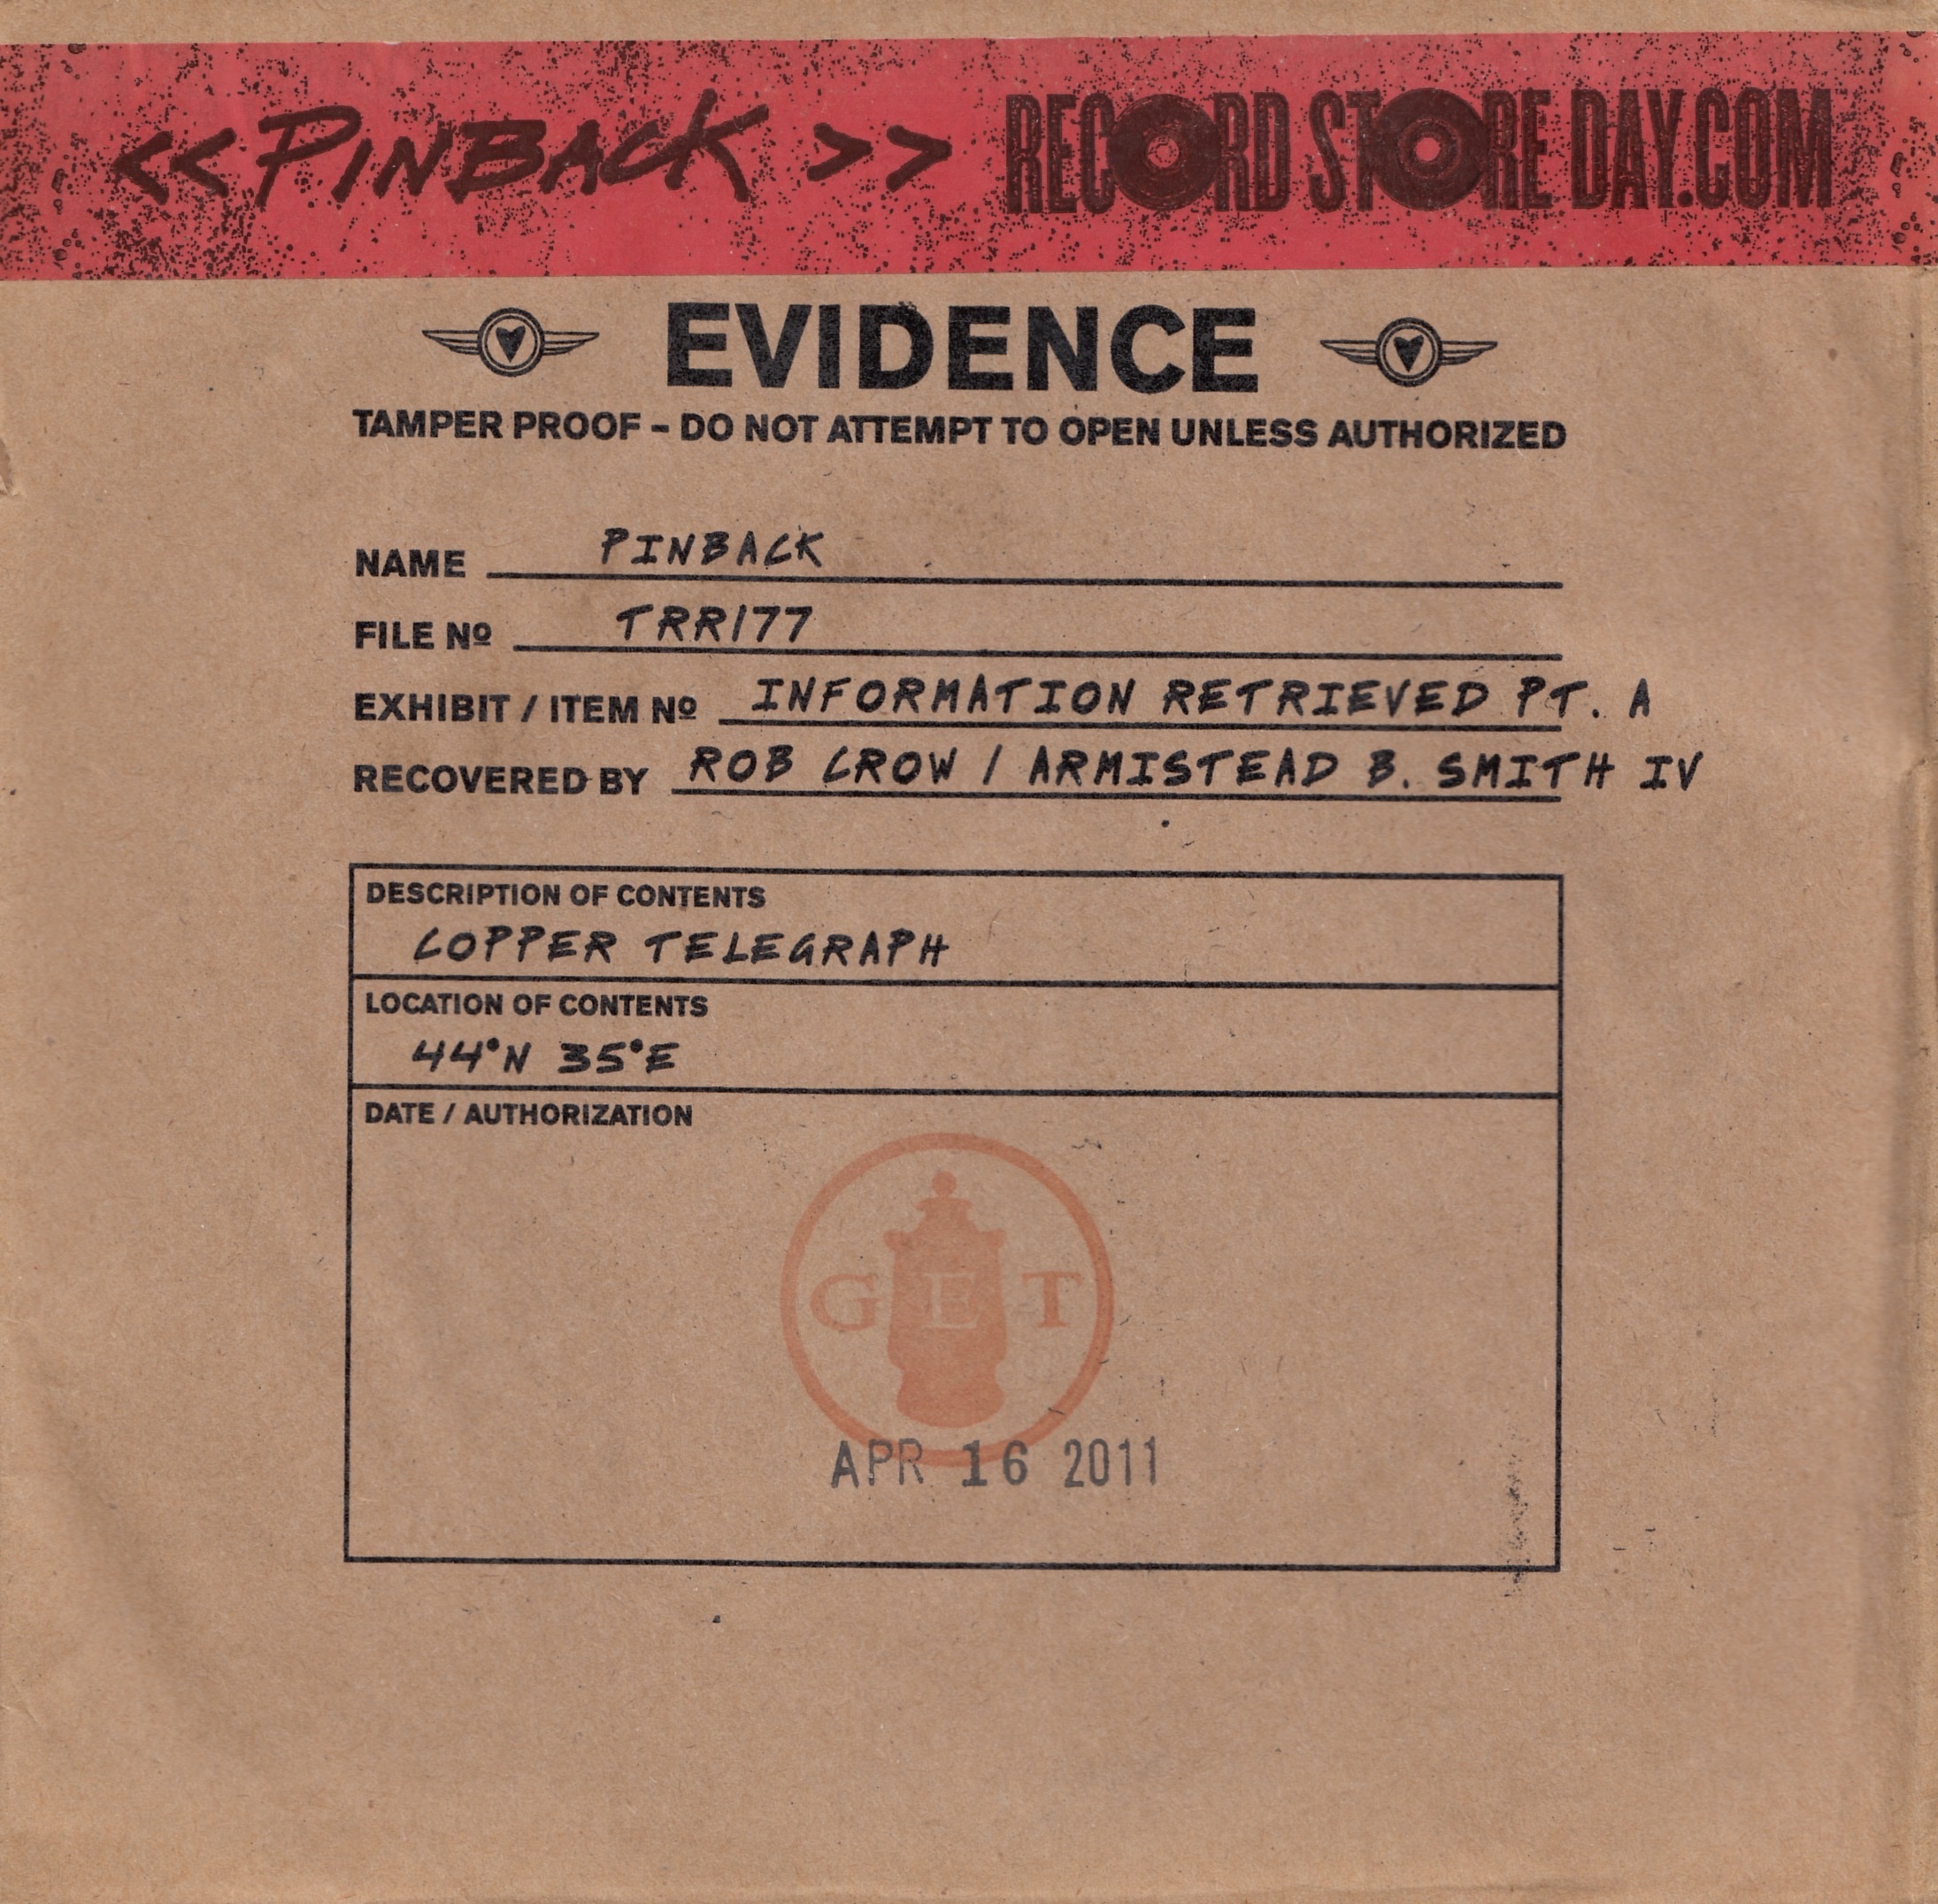 << PINBACK >> RECORD STORE DAY.COM
EVIDENCE
TAMPER PROOF – DO NOT ATTEMPT TO OPEN UNLESS AUTHORIZED
NAME PINBACK
FILE Nº TRR177
EXHIBIT / ITEM Nº INFORMATION RETRIEVED PT. A
RECOVERED BY ROB CROW / ARMISTEAD B. SMITH IV
DESCRIPTION OF CONTENTS
COPPER TELEGRAPH
LOCATION OF CONTENTS
44°N 35°E
DATE / AUTHORIZATION
GET
APR 16 2011